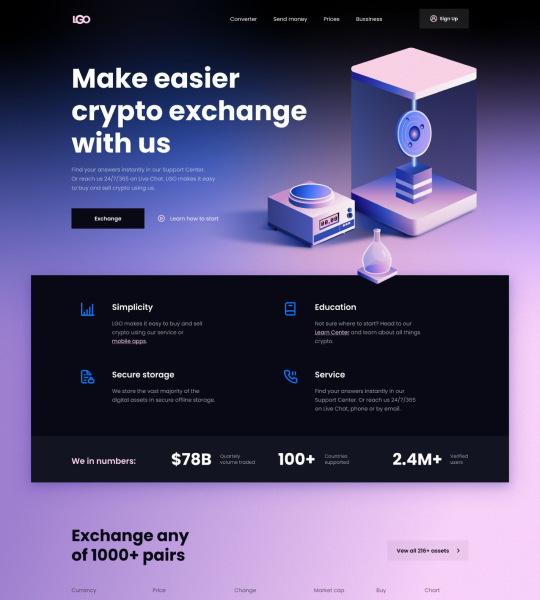 LGO
Converter Send money Prices Bussiness Sign Up
Make easier
crypto exchange
with us
Find your answers instantly in our Support Center.
Or reach us 24/7/365 on Live Chat. LGO makes it easy
to buy and sell crypto using us.
Exchange Learn how to start
Simplicity
LGO makes it easy to buy and sell
crypto using our service or
mobile apps.
Education
Not sure where to start? Head to our
Learn Center and learn about all things
crypto.
Secure storage
We store the vast majority of the
digital assets in secure offline storage.
Service
Find your answers instantly in our
Support Center. Or reach us 24/7/365
on Live Chat, phone or by email.
We in numbers:
$78B
Quartely
volume traded
100+
Countries
supported
2.4M+
Verified
users
Exchange any
of 1000+ pairs
Vew all 216+ assets
Currency Price Change Market cap Buy Chart